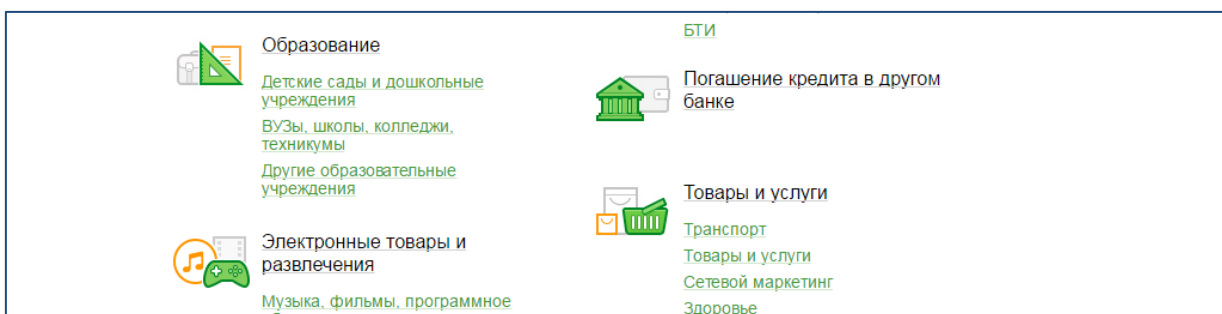 Образование
Детские сады и дошкольные
учреждения
ВУЗы, школы, колледжи,
техникумы
Другие образовательные
учреждения
Электронные товары и
развлечения
Музыка, фильмы, программное
БТИ
Погашение кредита в другом
банке
Товары и услуги
Транспорт
Товары и услуги
Сетевой маркетинг
Здоровье